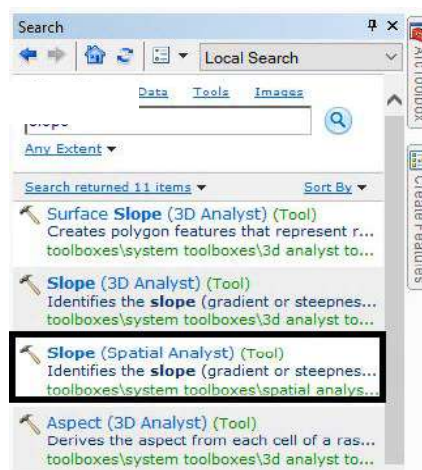 Search
Local Search
Data Tools Images
slope
Any Extent
Search returned 11 items Sort By
Surface Slope (3D Analyst) (Tool)
Creates polygon features that represent r...
toolboxes\system toolboxes\3d analyst to...
Slope (3D Analyst) (Tool)
Identifies the slope (gradient or steepnes...
toolboxes\system toolboxes\3d analyst to...
Slope (Spatial Analyst) (Tool)
Identifies the slope (gradient or steepnes...
toolboxes\system toolboxes\spatial analys...
Aspect (3D Analyst) (Tool)
Derives the aspect from each cell of a ras...
toolboxes\system toolboxes\3d analyst to...
ArcToolbox
Create Features